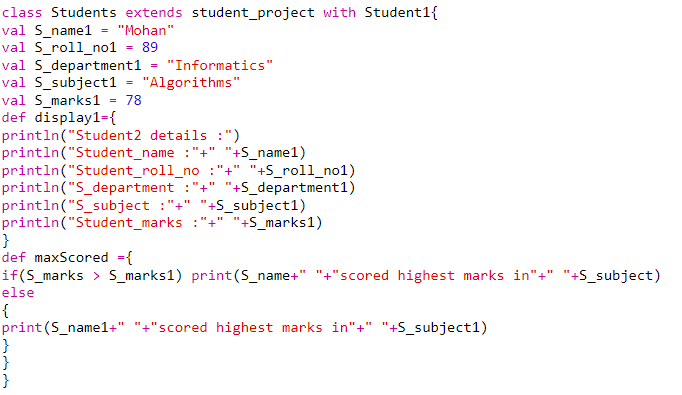 class Students extends student_project with Student1{
val S_name1 = "Mohan"
val S_roll_no1 = 89
val S_department1 = "Informatics"
val S_subject1 = "Algorithms"
val S_marks1 = 78
def display1={
println("Student2 details :")
println("Student_name :"+" "+S_name1)
println("Student_roll_no :"+" "+S_roll_no1)
println("S_department :"+" "+S_department1)
println("S_subject :"+" "+S_subject1)
println("Student_marks :"+" "+S_marks1)
}
def maxScored ={
if(S_marks > S_marks1) print(S_name+" "+"scored highest marks in"+" "+S_subject)
else
{
print(S_name1+" "+"scored highest marks in"+" "+S_subject1)
}
}
}